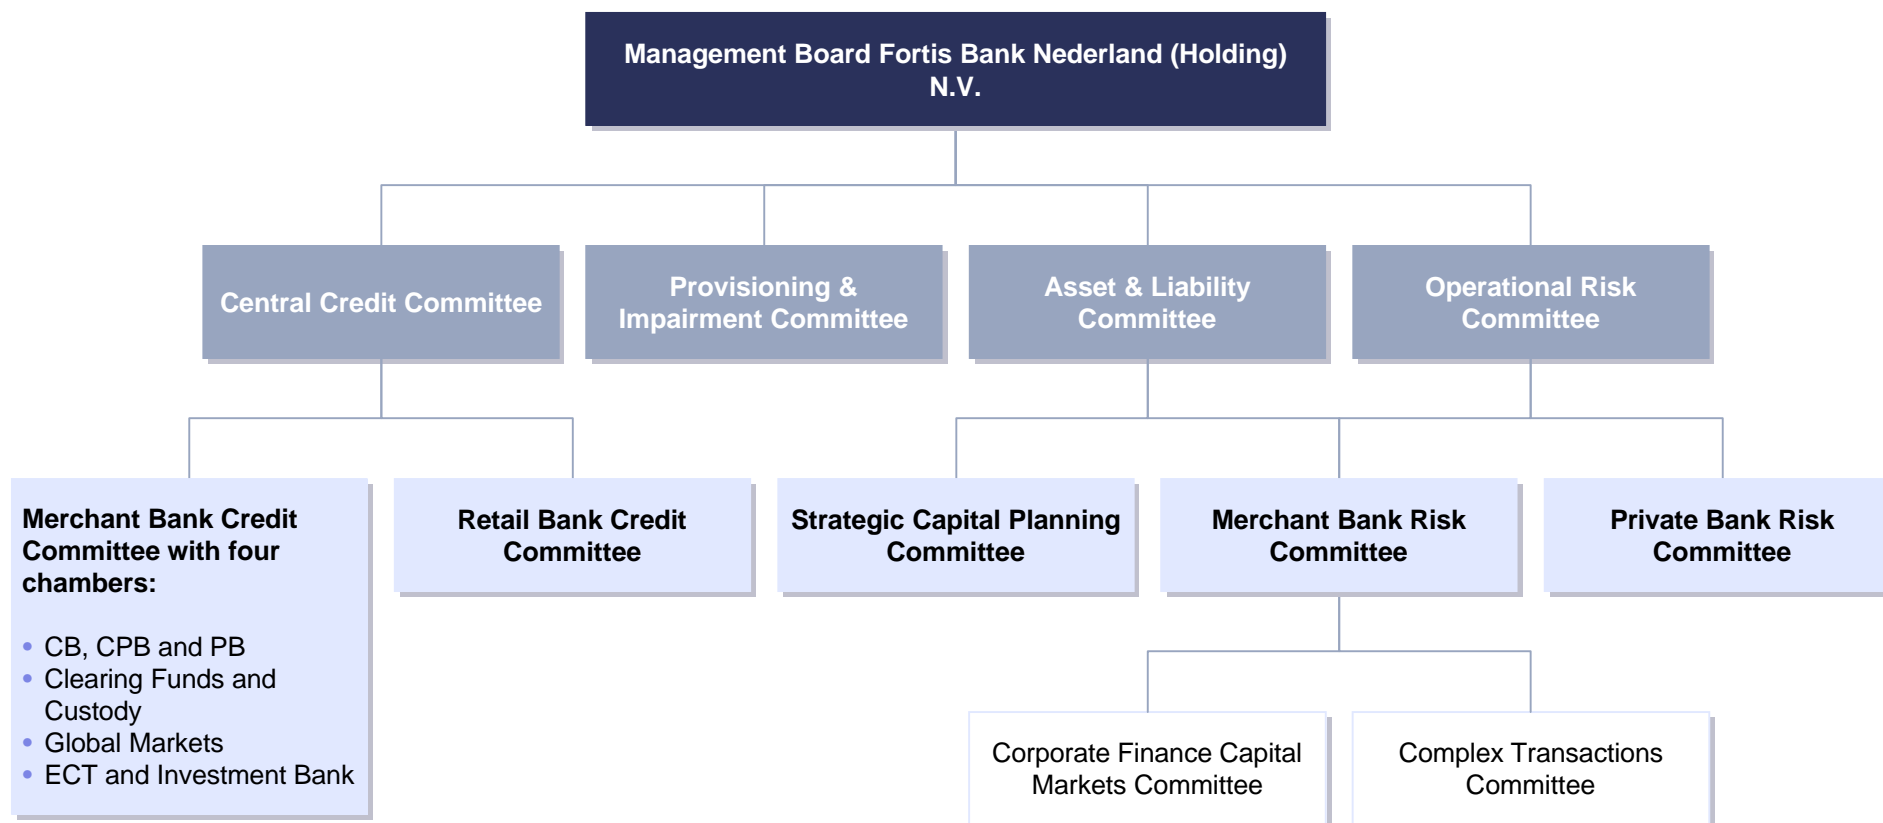 Management Board Fortis Bank Nederland (Holding)
N.V.
Central Credit Committee
Provisioning &
Impairment Committee
Asset & Liability
Committee
Operational Risk
Committee
Merchant Bank Credit
Committee with four
chambers:
• CB, CPB and PB
• Clearing Funds and
Custody
• Global Markets
• ECT and Investment Bank
Retail Bank Credit
Committee
Strategic Capital Planning
Committee
Merchant Bank Risk
Committee
Private Bank Risk
Committee
Corporate Finance Capital
Markets Committee
Complex Transactions
Committee